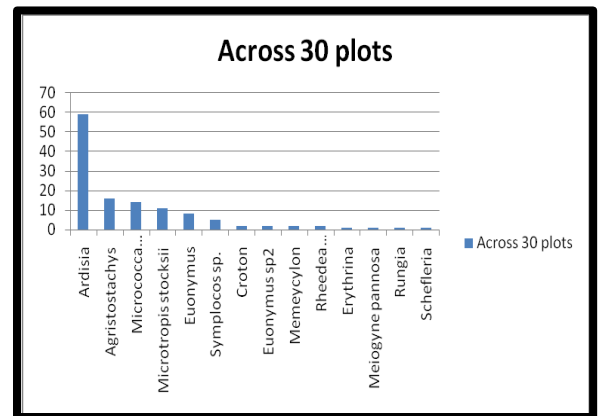 Across 30 plots
70
60
50
40
30
20
10
0
Ardisia
Agristostachys
Micrococca...
Microtropis stocksii
Euonymus
Symplocos sp.
Croton
Euonymus sp2
Memeycylon
Rheedea...
Erythrina
Meiogyne pannosa
Rungia
Schefleria
Across 30 plots